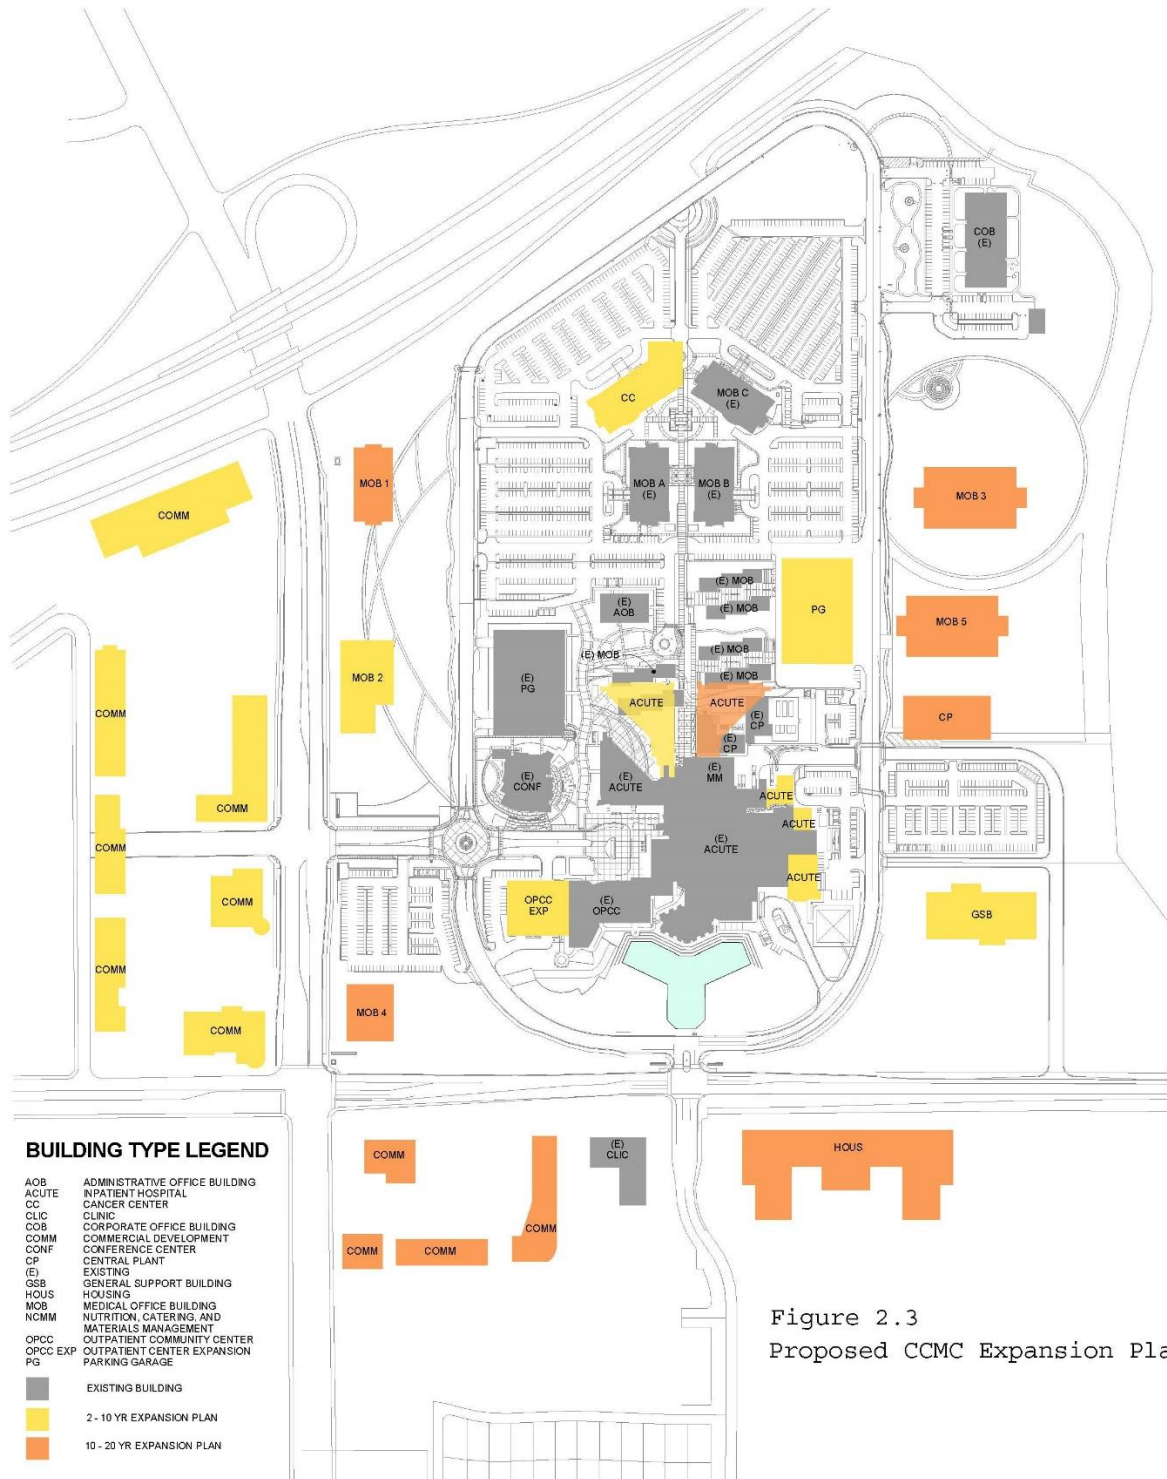 COB
(E)
MOB C
(E)
CC
MOB A
(E)
MOB B
(E)
MOB 1
COMM
MOB 3
(E) MOB
(E) MOB
(E)
AOB
PG
MOB 5
(E) MOB
(E) MOB
(E) MOB
(E)
PG
MOB 2
COMM
ACUTE
ACUTE
(E)
CP
(E)
CP
CP
(E)
MM
(E)
CONF
(E)
ACUTE
ACUTE
COMM
ACUTE
COMM
(E)
ACUTE
ACUTE
COMM
OPCC
EXP
(E)
OPCC
GSB
COMM
MOB 4
COMM
COMM
(E)
CLIC
HOUS
COMM
COMM
COMM
BUILDING TYPE LEGEND
AOB ADMINISTRATIVE OFFICE BUILDING
ACUTE INPATIENT HOSPITAL
CC CANCER CENTER
CLIC CLINIC
COB CORPORATE OFFICE BUILDING
COMM COMMERCIAL DEVELOPMENT
CONF CONFERENCE CENTER
CP CENTRAL PLANT
(E) EXISTING
GSB GENERAL SUPPORT BUILDING
HOUS HOUSING
MOB MEDICAL OFFICE BUILDING
NCMM NUTRITION, CATERING, AND
MATERIALS MANAGEMENT
OPCC OUTPATIENT COMMUNITY CENTER
OPCC EXP OUTPATIENT CENTER EXPANSION
PG PARKING GARAGE
EXISTING BUILDING
2 - 10 YR EXPANSION PLAN
10 - 20 YR EXPANSION PLAN
Figure 2.3
Proposed CCMC Expansion Pla